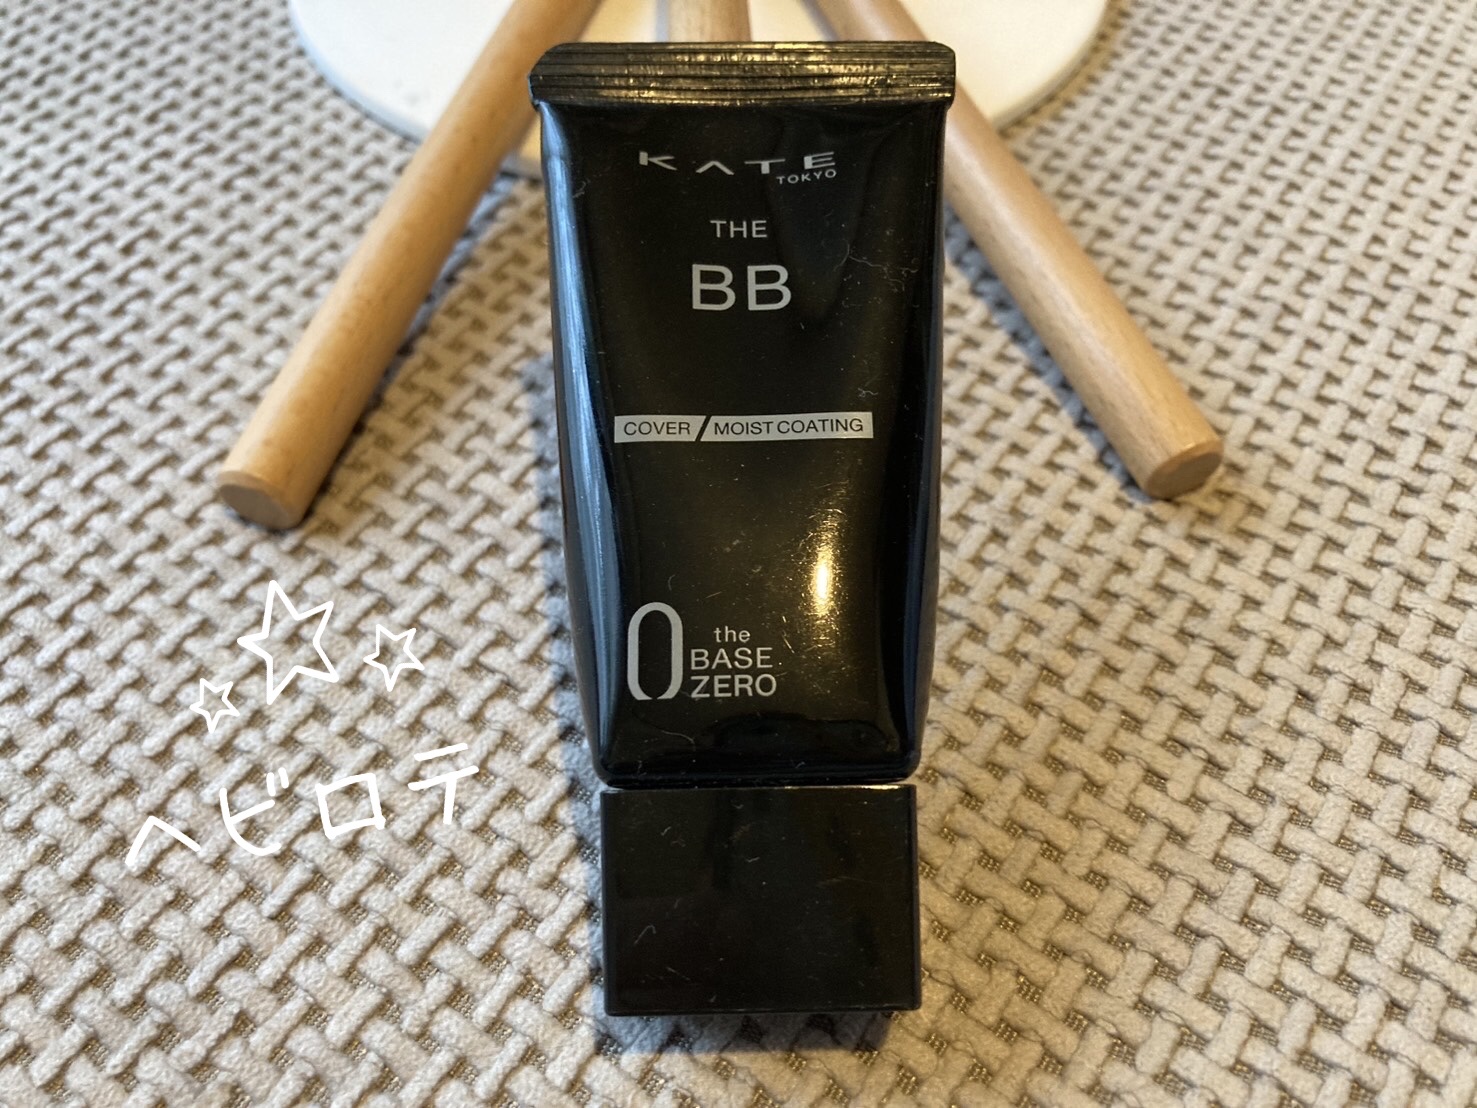 KATE
TOKYO
THE
BB
COVER/MOIST COATING
0 the
BASE
ZERO
ヘビロテ